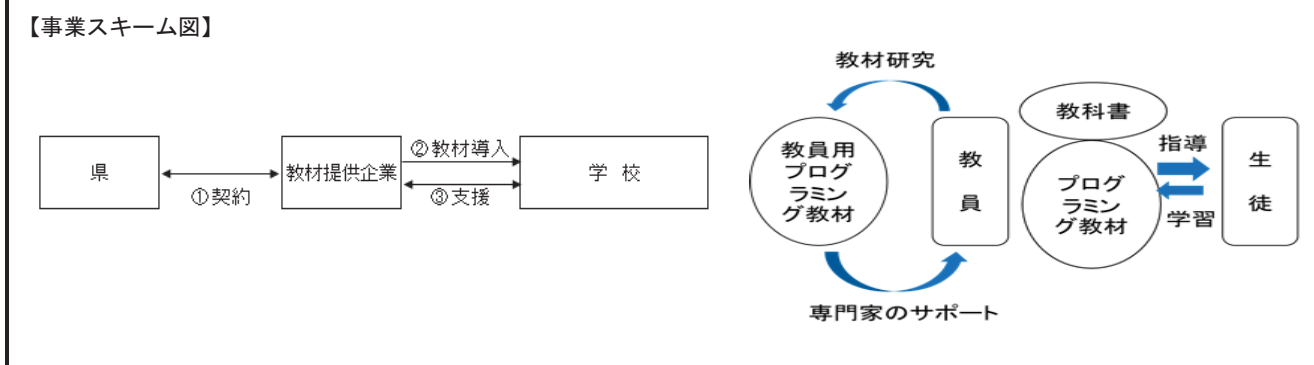 【事業スキーム図】
県
①契約
教材提供企業
②教材導入
③支援
学 校
教材研究
教員用
プログ
ラミン
グ教材
教
員
専門家のサポート
教科書
プログ
ラミン
グ教材
指導
学習
生
徒